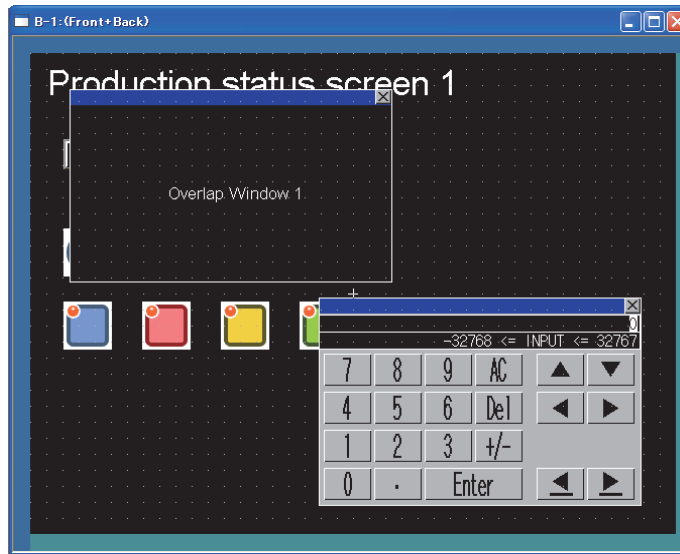 B-1:(Front+Back)
Production status screen 1
Overlap Window 1
0
-32768 <= INPUT <= 32767
7 8 9 AC
4 5 6 Del
1 2 3 +/-
0 . Enter